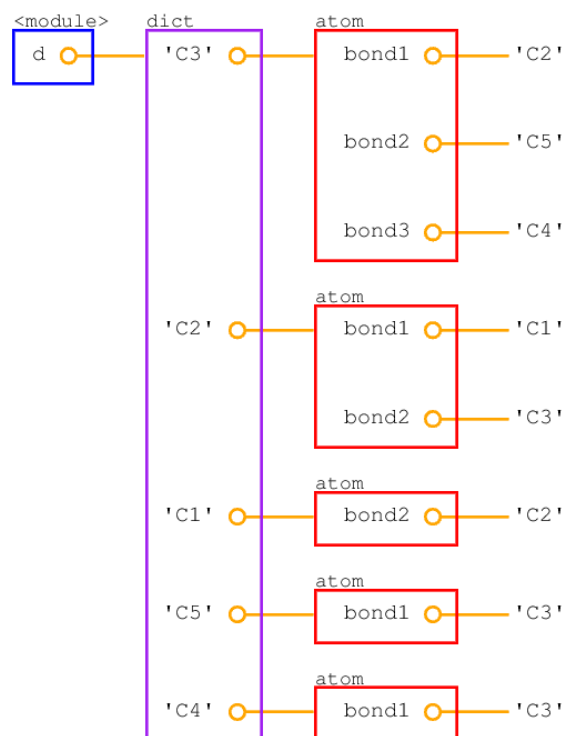 <module> dict atom
d 'C3' bond1 'C2'
bond2 'C5'
bond3 'C4'
atom
'C2' bond1 'C1'
bond2 'C3'
atom
'C1' bond2 'C2'
atom
'C5' bond1 'C3'
atom
'C4' bond1 'C3'